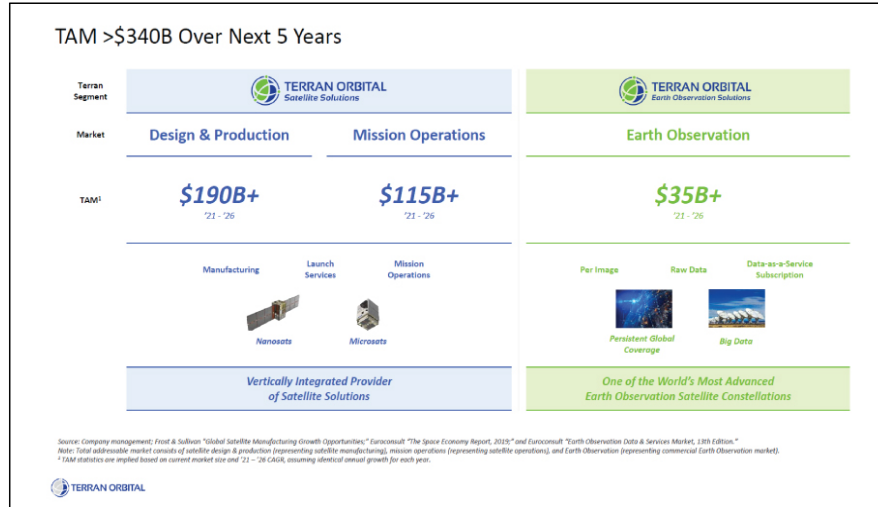 TAM >$340B Over Next 5 Years
Terran
Segment
TERRAN ORBITAL
Satellite Solutions
TERRAN ORBITAL
Earth Observation Solutions
Market
Design & Production
Mission Operations
Earth Observation
TAM¹
$190B+
'21 - '26
$115B+
'21 - '26
$35B+
'21 - '26
Manufacturing
Launch
Services
Mission
Operations
Per Image
Raw Data
Data-as-a-Service
Subscription
Nanosats
Microsats
Persistent Global
Coverage
Big Data
Vertically Integrated Provider
of Satellite Solutions
One of the World's Most Advanced
Earth Observation Satellite Constellations
Source: Company management; Frost & Sullivan "Global Satellite Manufacturing Growth Opportunities;" Euroconsult "The Space Economy Report, 2019;" and Euroconsult "Earth Observation Data & Services Market, 13th Edition."
Note: Total addressable market consists of satellite design & production (representing satellite manufacturing), mission operations (representing satellite operations), and Earth Observation (representing commercial Earth Observation market).
¹ TAM statistics are implied based on current market size and '21 – '26 CAGR, assuming identical annual growth for each year.
TERRAN ORBITAL